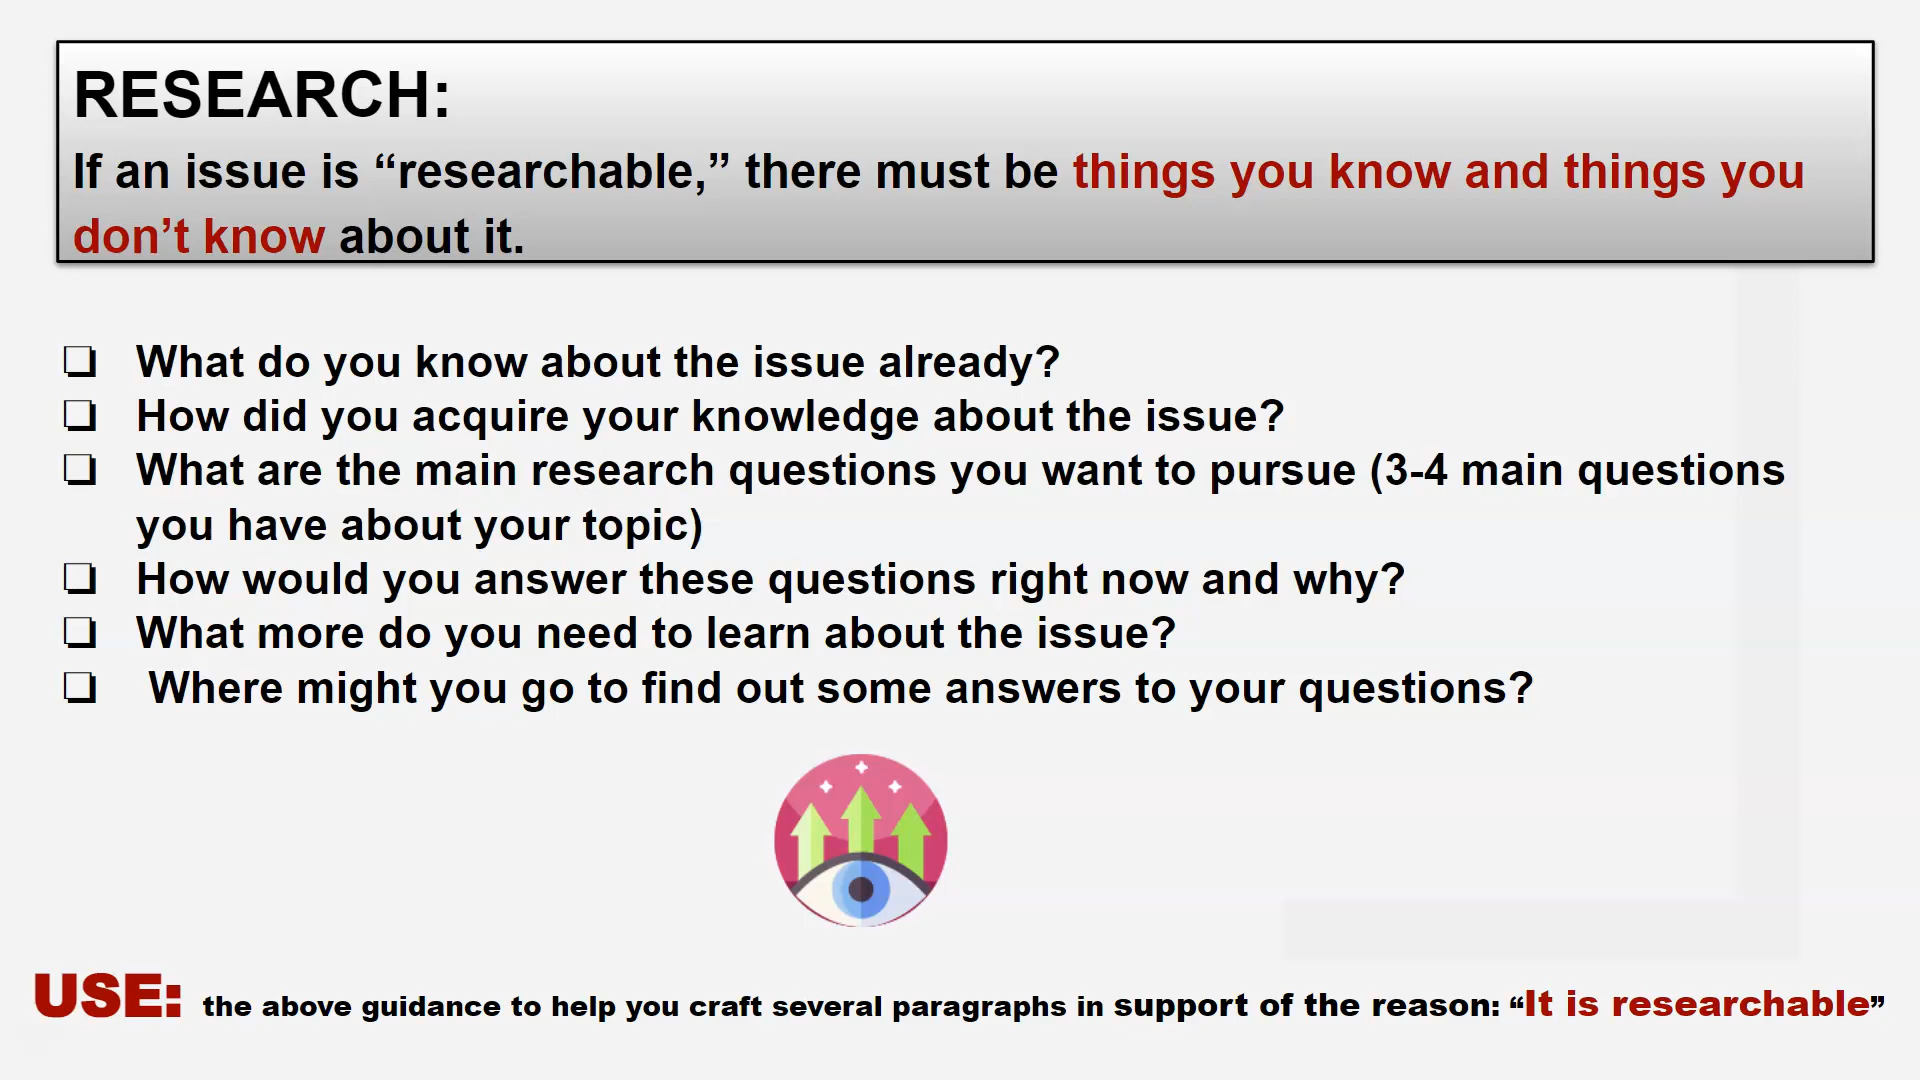 RESEARCH:
If an issue is “researchable,” there must be things you know and things you
don’t know about it.
❏ What do you know about the issue already?
❏ How did you acquire your knowledge about the issue?
❏ What are the main research questions you want to pursue (3-4 main questions
you have about your topic)
❏ How would you answer these questions right now and why?
❏ What more do you need to learn about the issue?
❏ Where might you go to find out some answers to your questions?
USE: the above guidance to help you craft several paragraphs in support of the reason: “It is researchable”